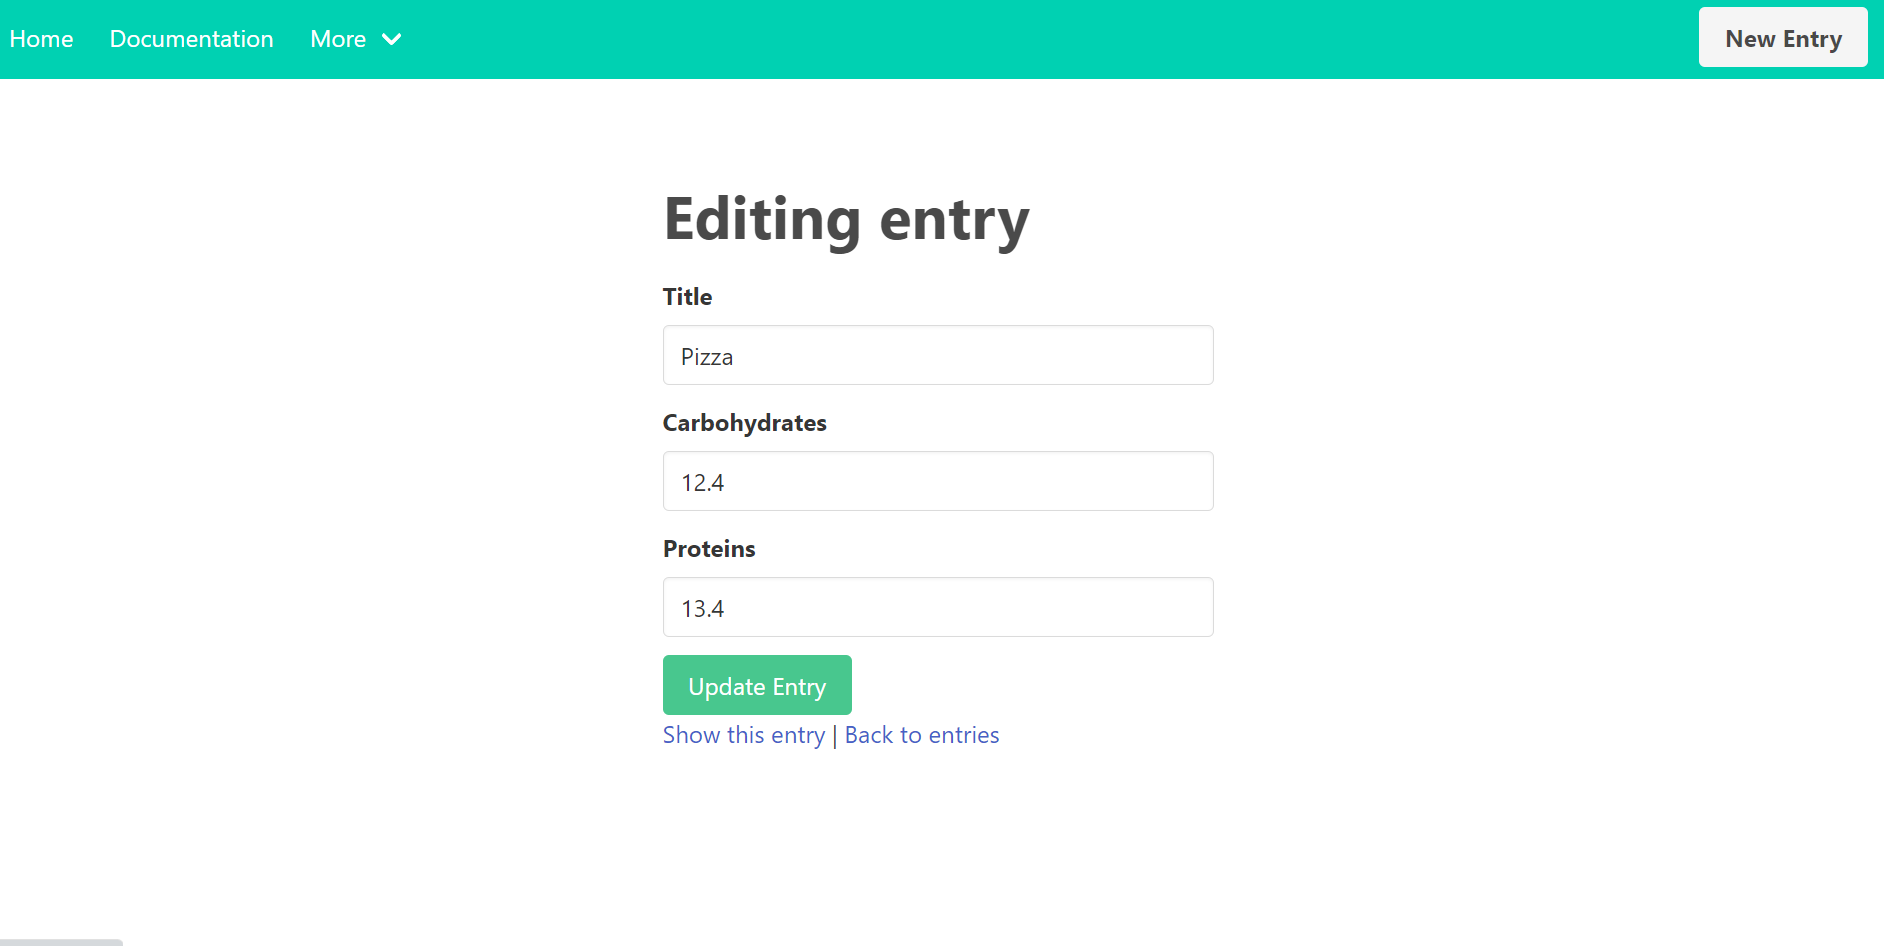 Home Documentation More New Entry
Editing entry
Title
Pizza
Carbohydrates
12.4
Proteins
13.4
Update Entry
Show this entry | Back to entries